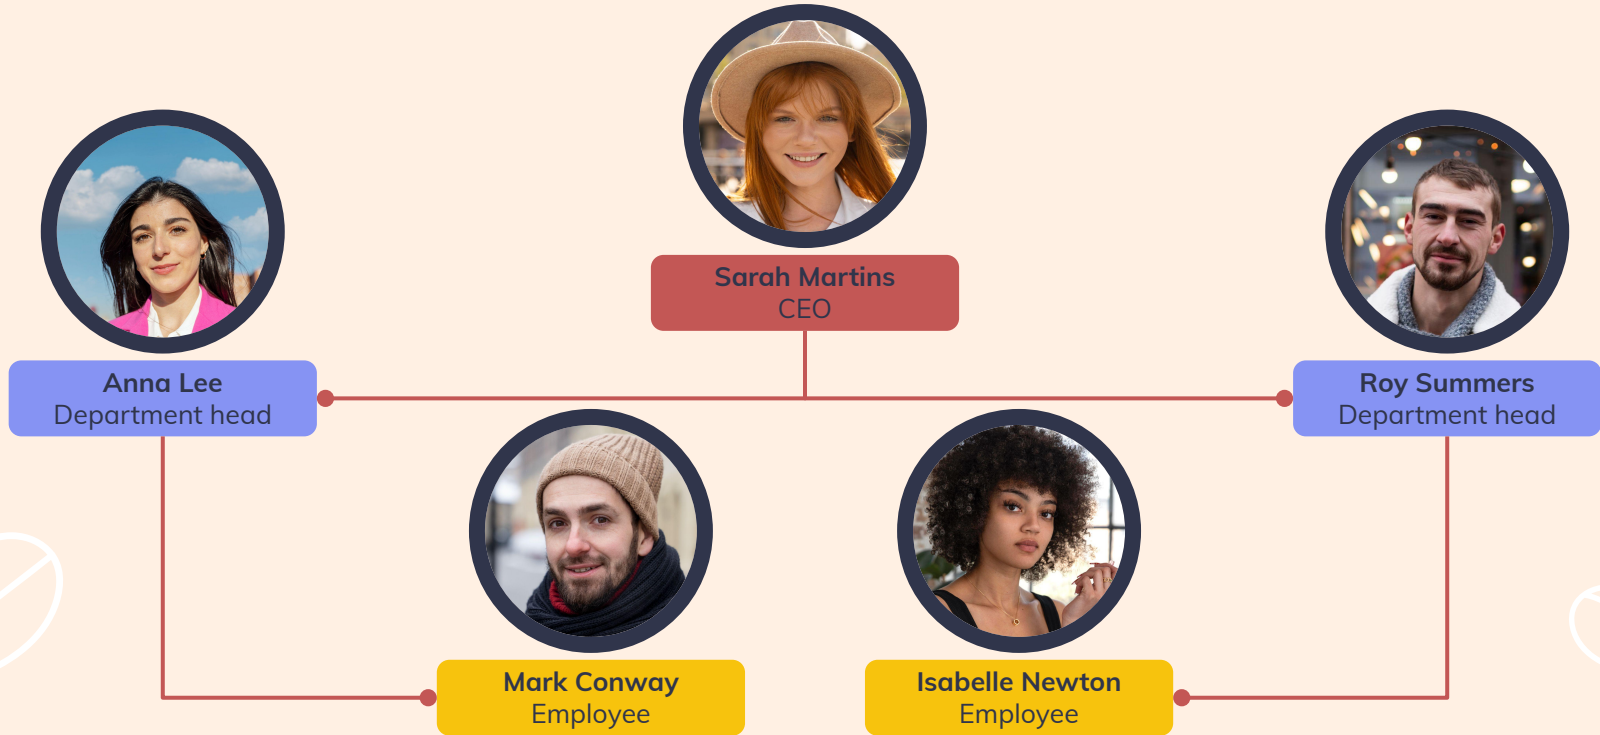 Sarah Martins
CEO
Anna Lee
Department head
Roy Summers
Department head
Mark Conway
Employee
Isabelle Newton
Employee